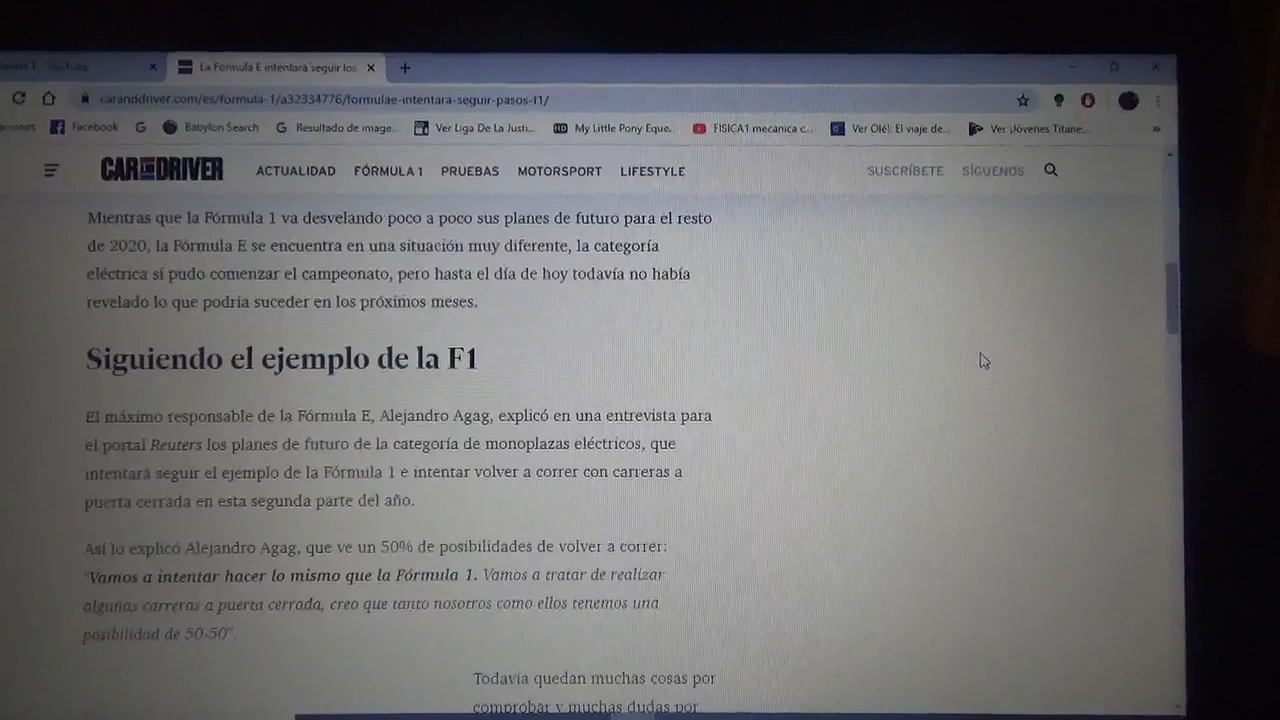 La Fórmula E intentará seguir los
caranddriver.com/es/formula-1/a32334776/formulae-intentara-seguir-pasos-f1/
Facebook Babylon Search Resultado de image... Ver Liga De La Justi... My Little Pony Eque... FISICA1 mecanica c... Ver Olé!: El viaje de... Ver ¡Jóvenes Titane...
CAR AND DRIVER ACTUALIDAD FÓRMULA 1 PRUEBAS MOTORSPORT LIFESTYLE SUSCRÍBETE SÍGUENOS
Mientras que la Fórmula 1 va desvelando poco a poco sus planes de futuro para el resto
de 2020, la Fórmula E se encuentra en una situación muy diferente, la categoría
eléctrica sí pudo comenzar el campeonato, pero hasta el día de hoy todavía no había
revelado lo que podría suceder en los próximos meses.
Siguiendo el ejemplo de la F1
El máximo responsable de la Fórmula E, Alejandro Agag, explicó en una entrevista para
el portal Reuters los planes de futuro de la categoría de monoplazas eléctricos, que
intentará seguir el ejemplo de la Fórmula 1 e intentar volver a correr con carreras a
puerta cerrada en esta segunda parte del año.
Así lo explicó Alejandro Agag, que ve un 50% de posibilidades de volver a correr:
"Vamos a intentar hacer lo mismo que la Fórmula 1. Vamos a tratar de realizar
algunas carreras a puerta cerrada, creo que tanto nosotros como ellos tenemos una
posibilidad de 50-50".
Todavía quedan muchas cosas por
comprobar y muchas dudas por